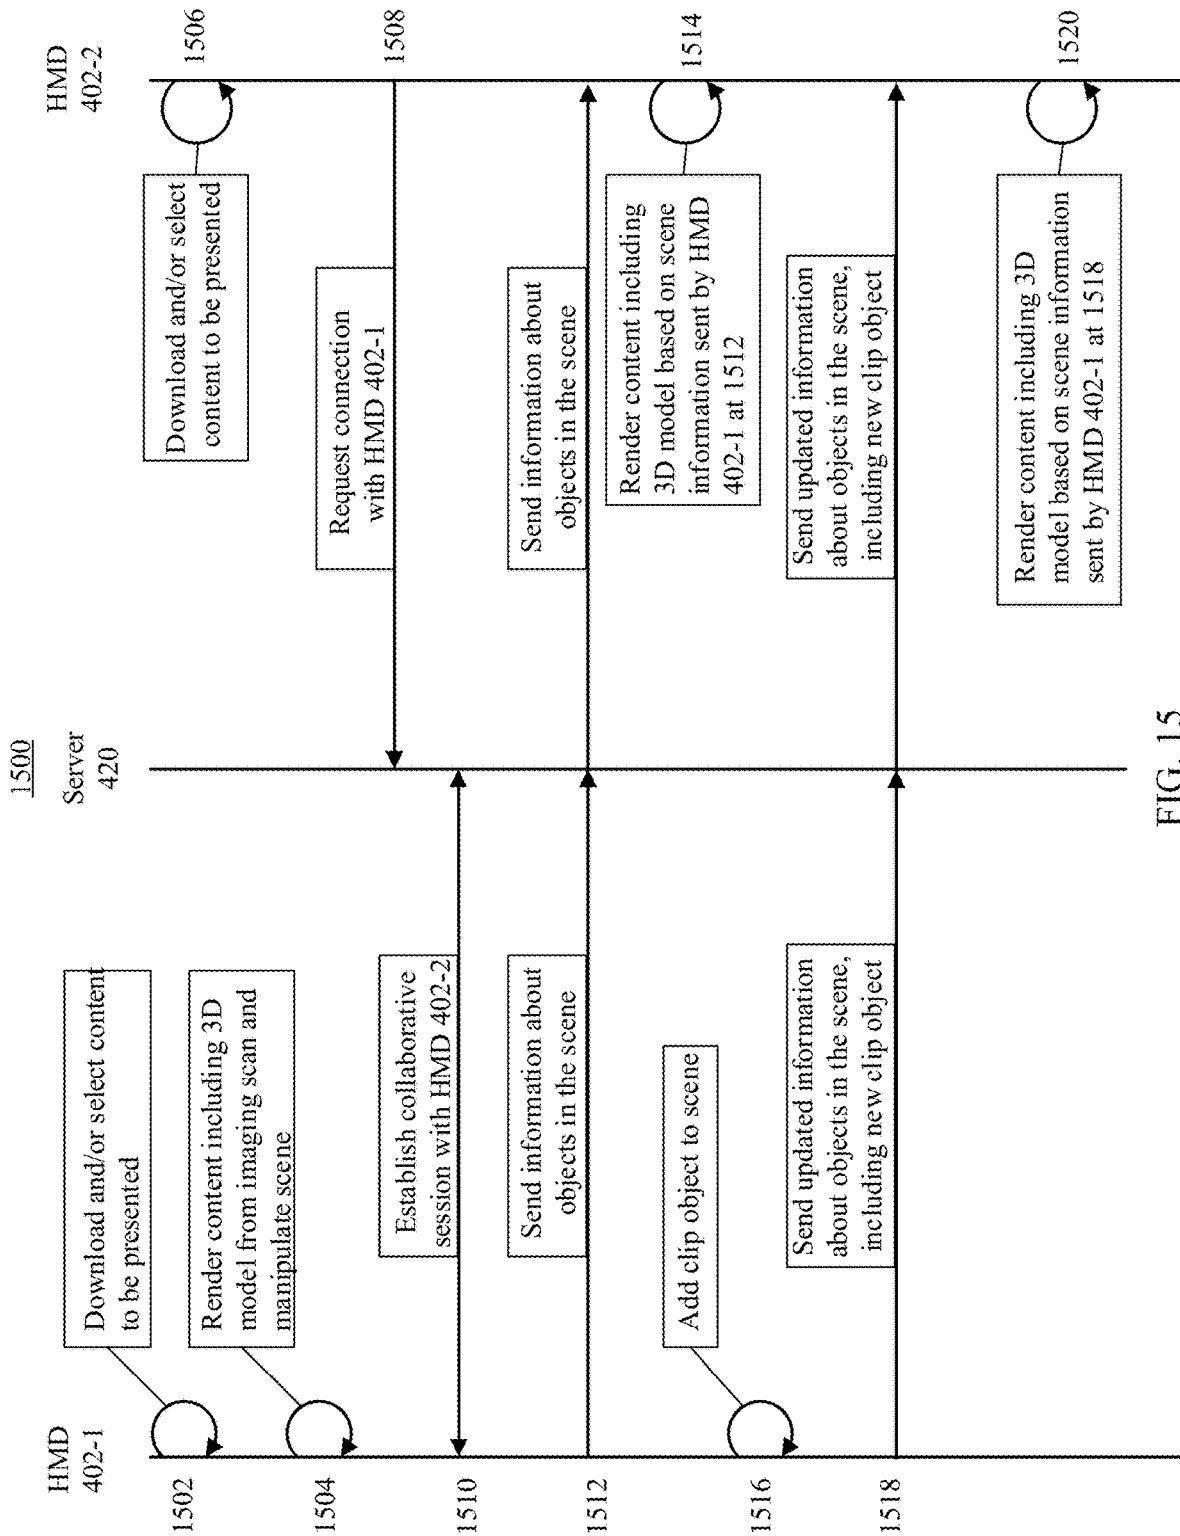 1500
HMD
402-1
Server
420
HMD
402-2
1502
Download and/or select content
to be presented
1506
Download and/or select
content to be presented
1504
Render content including 3D
model from imaging scan and
manipulate scene
1508
Request connection
with HMD 402-1
1510
Establish collaborative
session with HMD 402-2
1512
Send information about
objects in the scene
Send information about
objects in the scene
1514
Render content including
3D model based on scene
information sent by HMD
402-1 at 1512
1516
Add clip object to scene
1518
Send updated information
about objects in the scene,
including new clip object
Send updated information
about objects in the scene,
including new clip object
1520
Render content including 3D
model based on scene information
sent by HMD 402-1 at 1518
FIG. 15